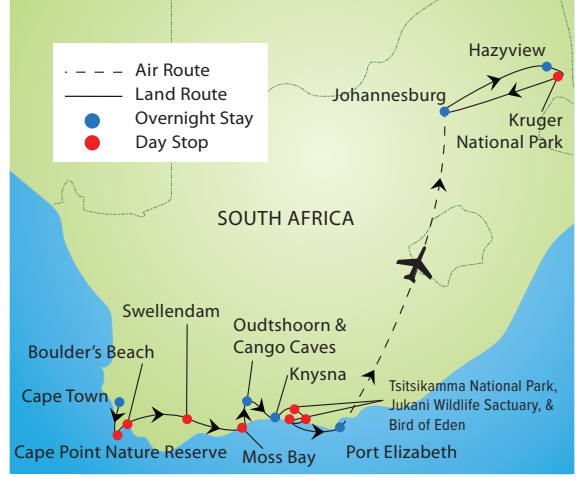 Air Route
Land Route
Overnight Stay
Day Stop
Hazyview
Johannesburg
Kruger
National Park
SOUTH AFRICA
Swellendam
Oudtshoorn &
Cango Caves
Boulder's Beach
Knysna
Cape Town
Tsitsikamma National Park,
Jukani Wildlife Sactuary, &
Bird of Eden
Cape Point Nature Reserve
Moss Bay
Port Elizabeth